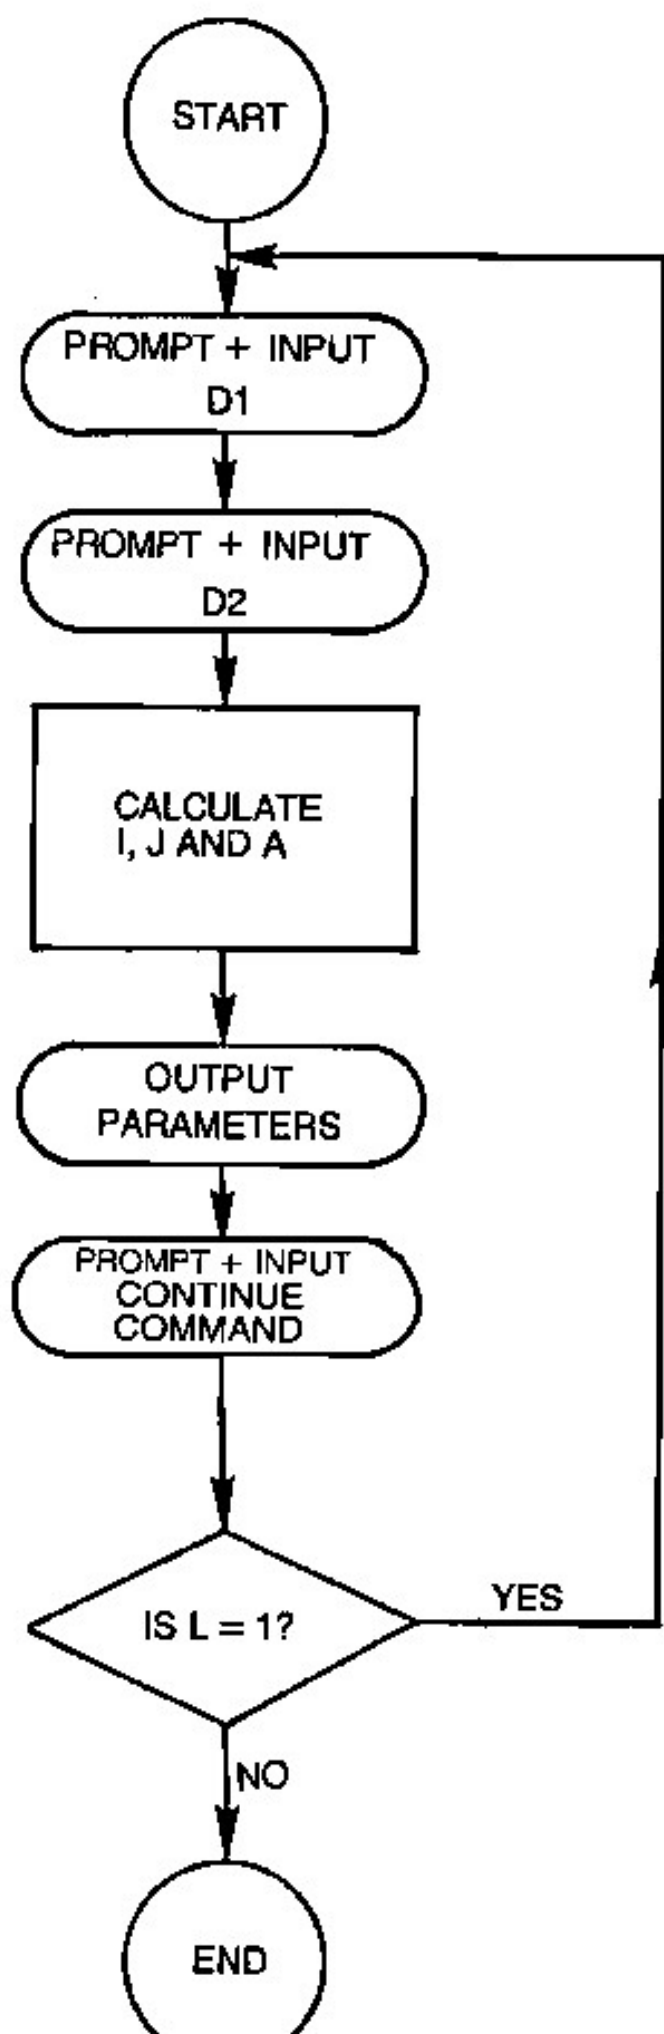 START
PROMPT + INPUT
D1
PROMPT + INPUT
D2
CALCULATE
I, J AND A
OUTPUT
PARAMETERS
PROMPT + INPUT
CONTINUE
COMMAND
IS L = 1?
YES
NO
END